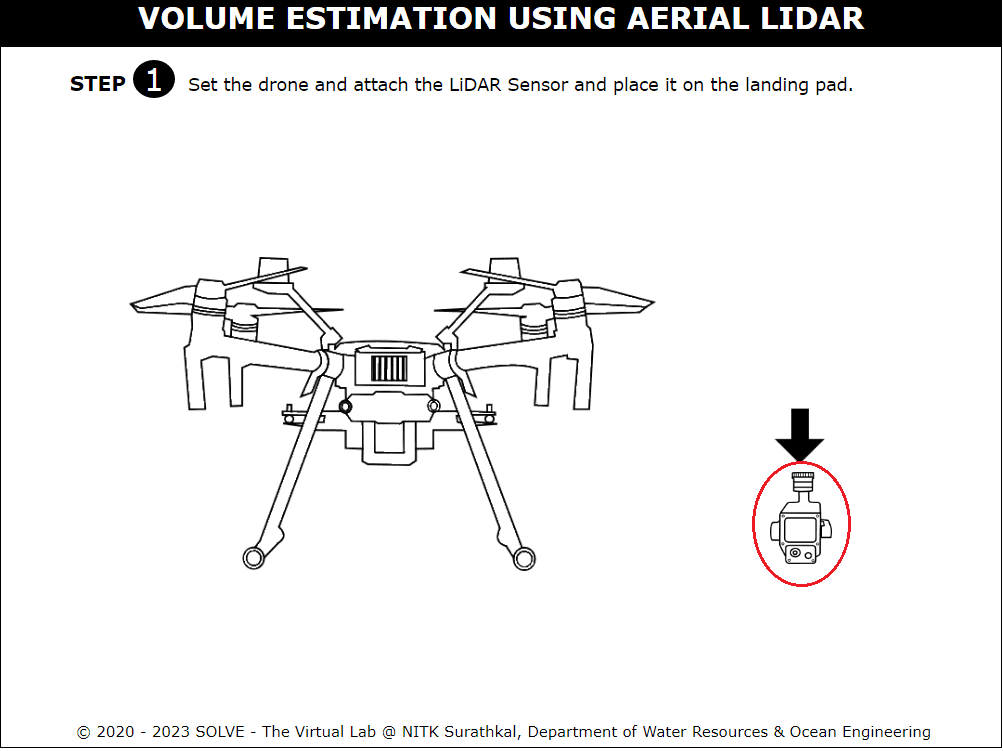 VOLUME ESTIMATION USING AERIAL LIDAR
STEP 1 Set the drone and attach the LiDAR Sensor and place it on the landing pad.
© 2020 - 2023 SOLVE - The Virtual Lab @ NITK Surathkal, Department of Water Resources & Ocean Engineering